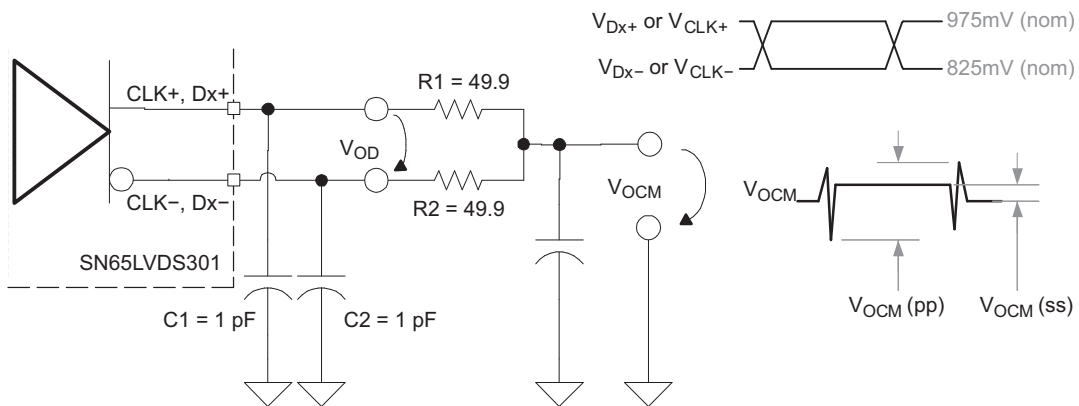 V_Dx+ or V_CLK+
975mV (nom)
V_Dx− or V_CLK−
825mV (nom)
CLK+, Dx+
R1 = 49.9
V_OD
CLK−, Dx−
R2 = 49.9
V_OCM
V_OCM
SN65LVDS301
C1 = 1 pF
C2 = 1 pF
V_OCM (pp)
V_OCM (ss)